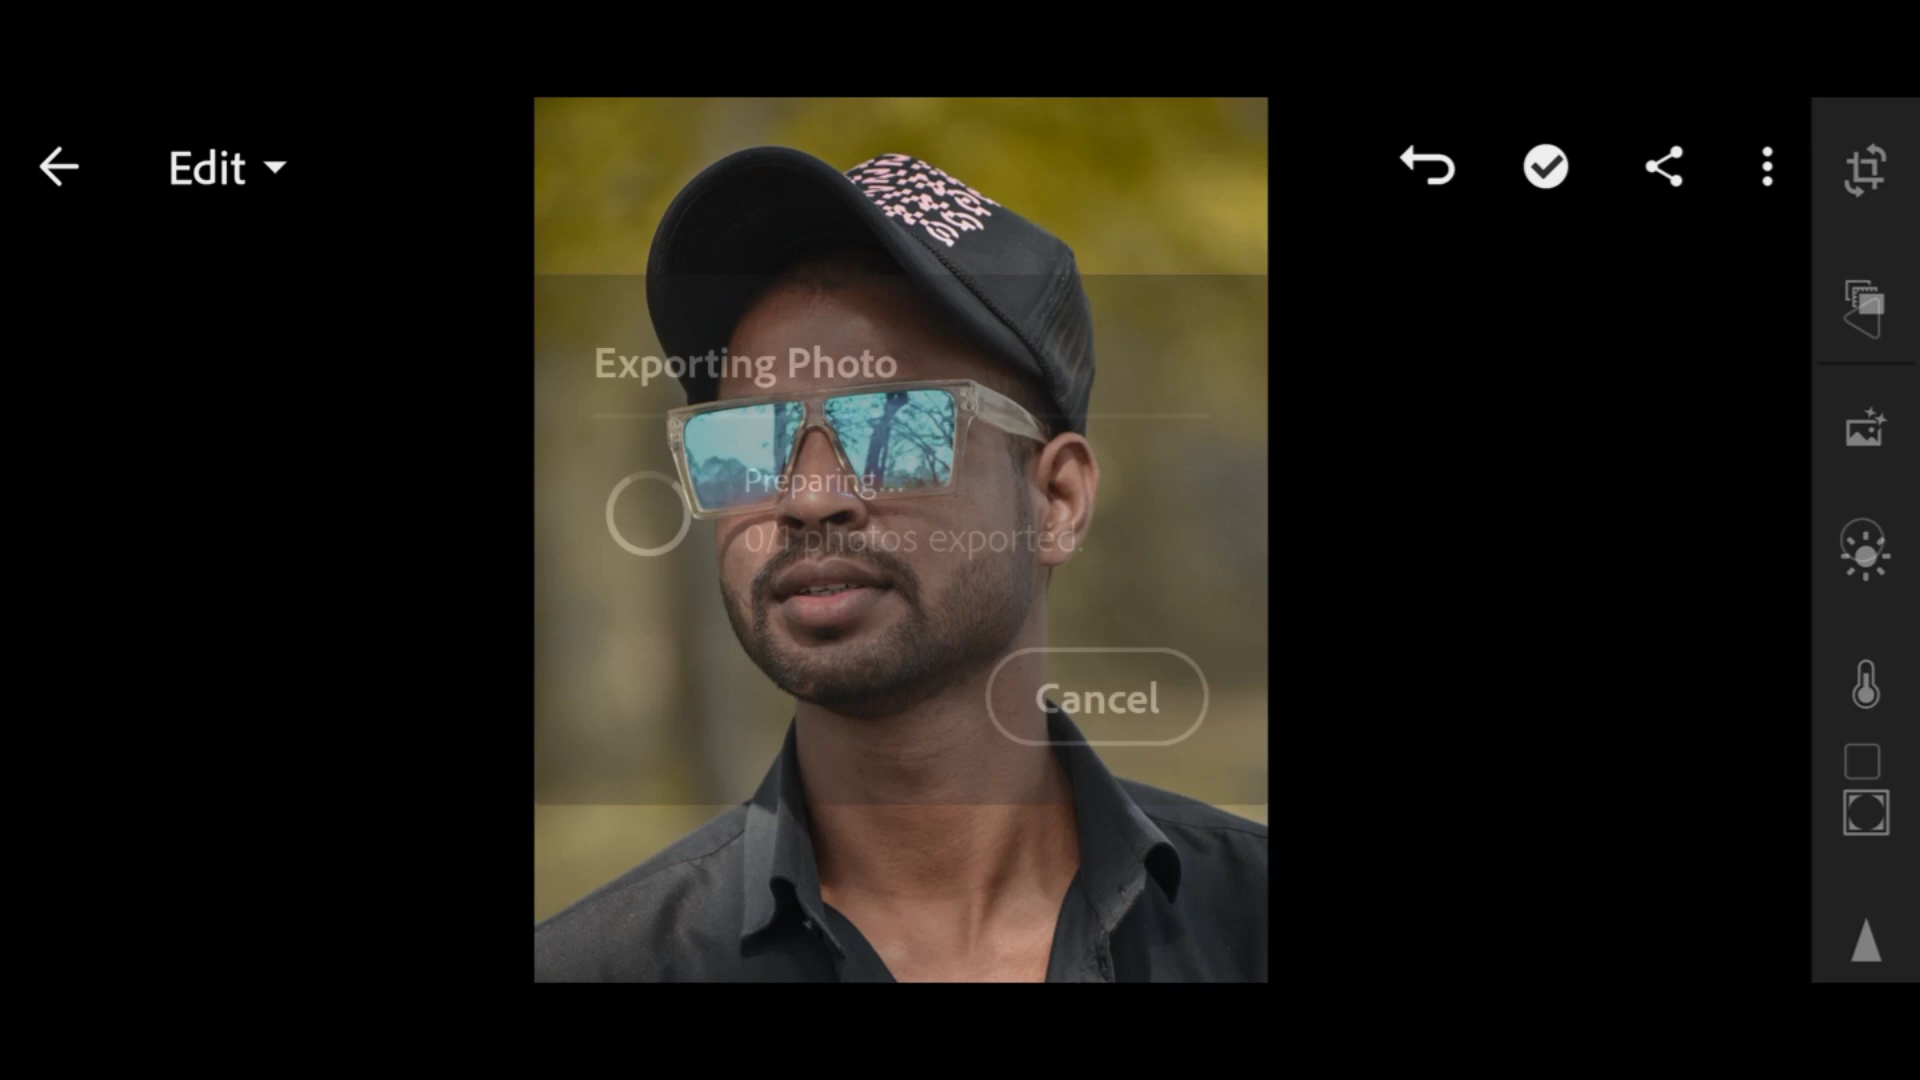 Edit
Exporting Photo
Preparing...
0/1 photos exported.
Cancel